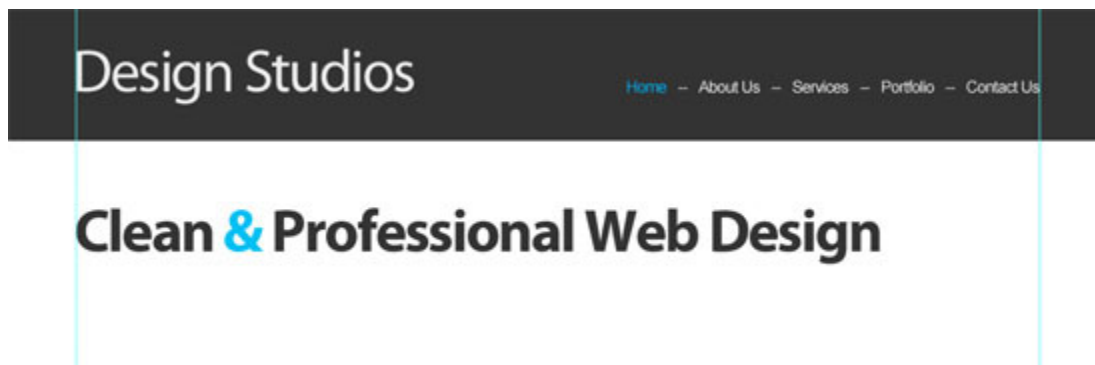 Design Studios
Home – About Us – Services – Portfolio – Contact Us
Clean & Professional Web Design